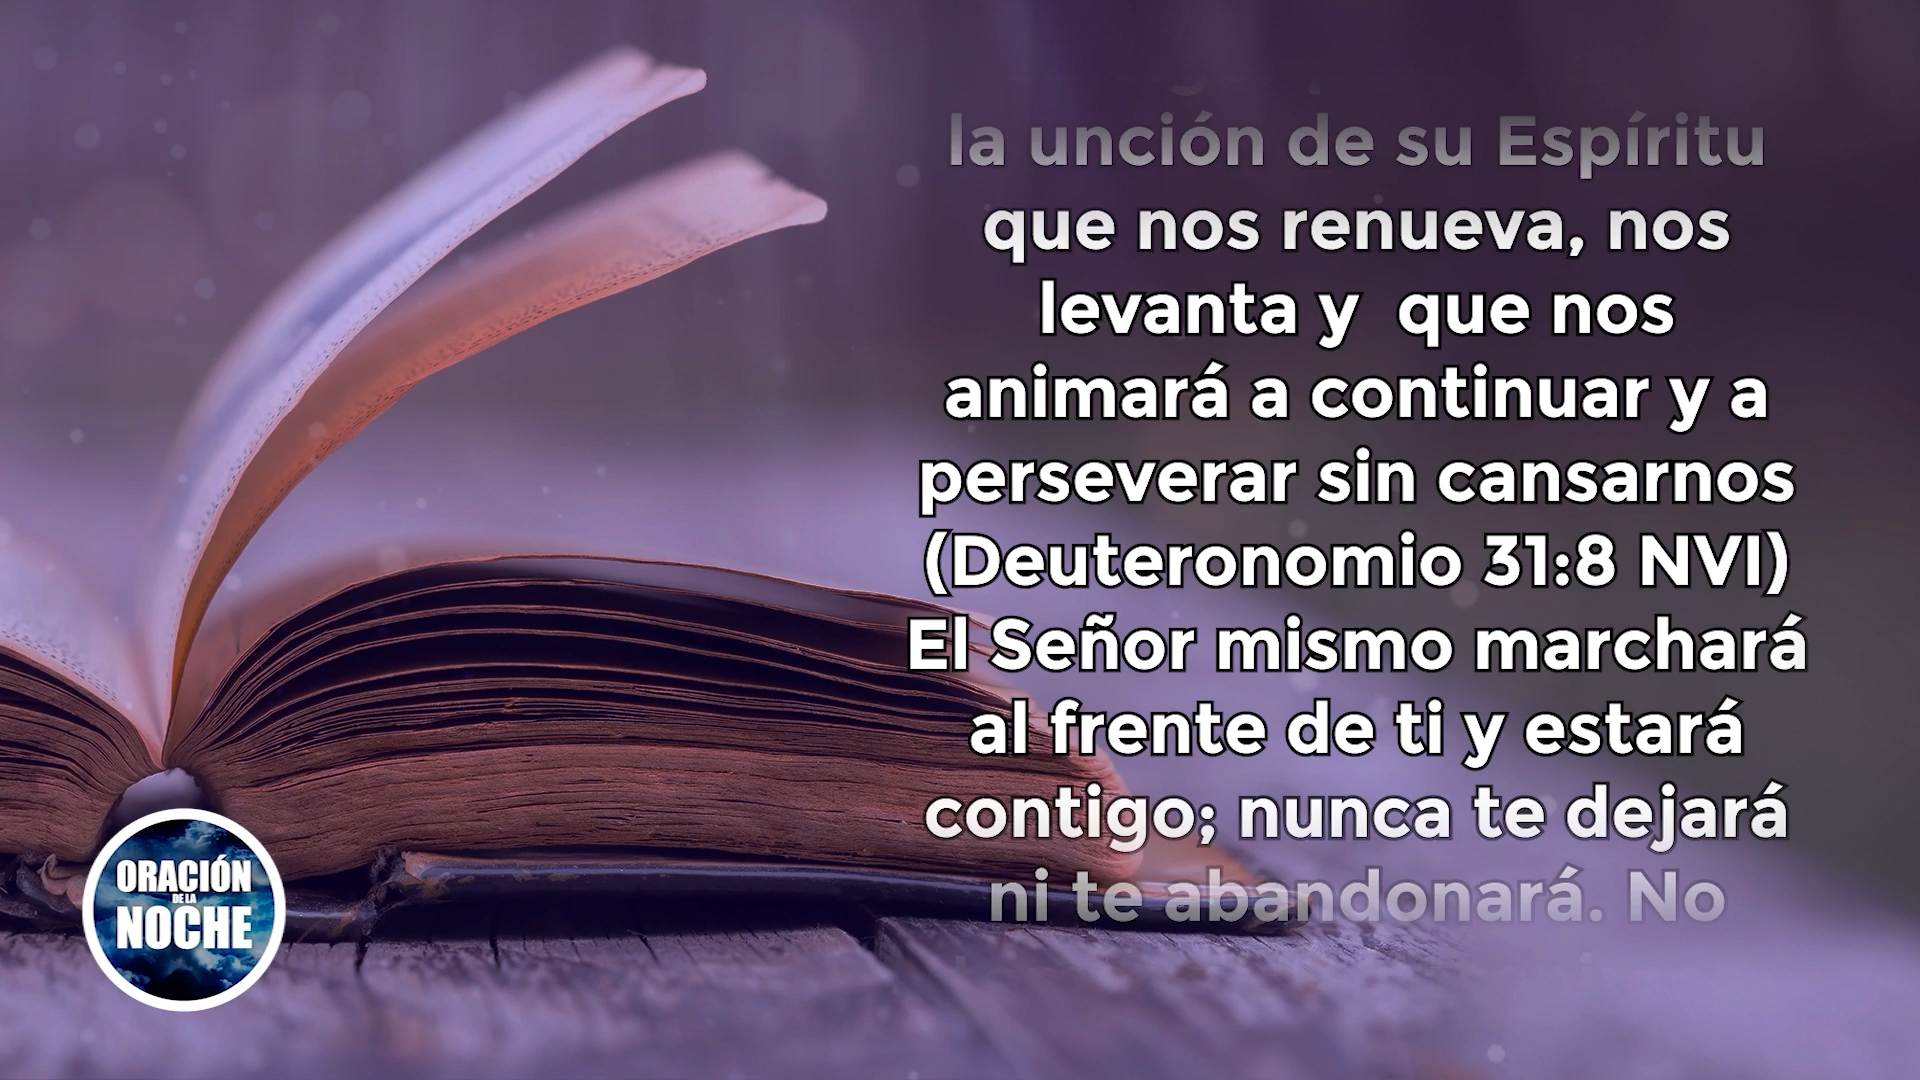 la unción de su Espíritu
que nos renueva, nos
levanta y  que nos
animará a continuar y a
perseverar sin cansarnos
(Deuteronomio 31:8 NVI)
El Señor mismo marchará
al frente de ti y estará
contigo; nunca te dejará
ni te abandonará. No
ORACIÓN
DE LA
NOCHE